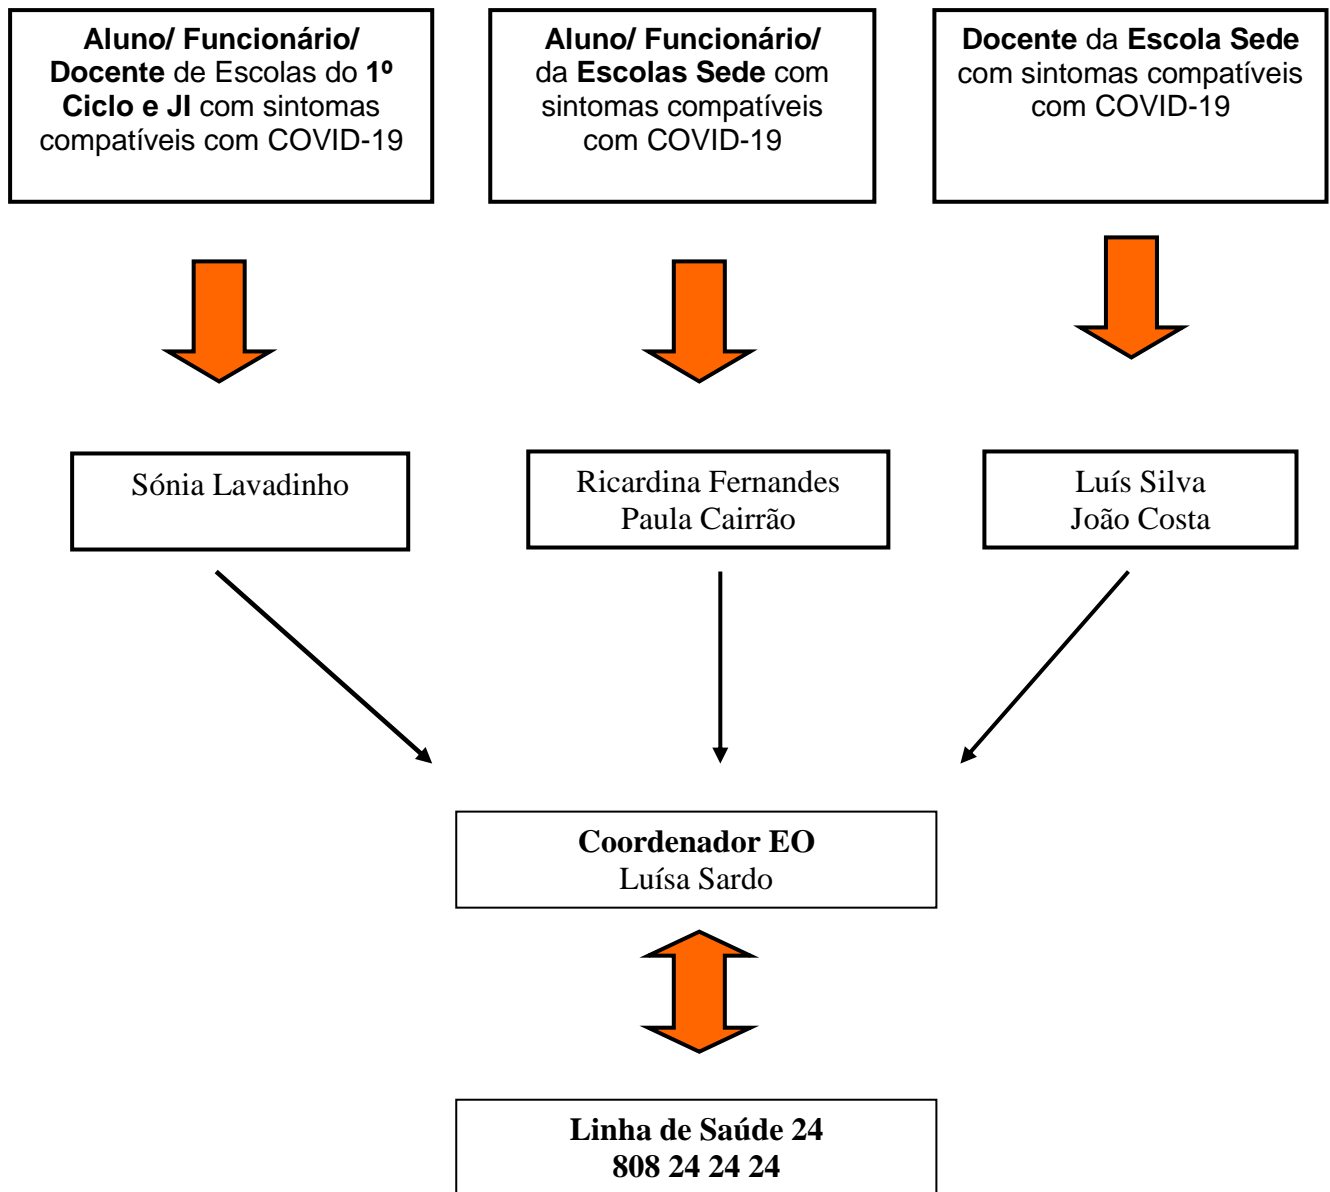 Aluno/ Funcionário/
Docente de Escolas do 1º
Ciclo e JI com sintomas
compatíveis com COVID-19
Aluno/ Funcionário/
da Escolas Sede com
sintomas compatíveis
com COVID-19
Docente da Escola Sede
com sintomas compatíveis
com COVID-19
Sónia Lavadinho
Ricardina Fernandes
Paula Cairrão
Luís Silva
João Costa
Coordenador EO
Luísa Sardo
Linha de Saúde 24
808 24 24 24